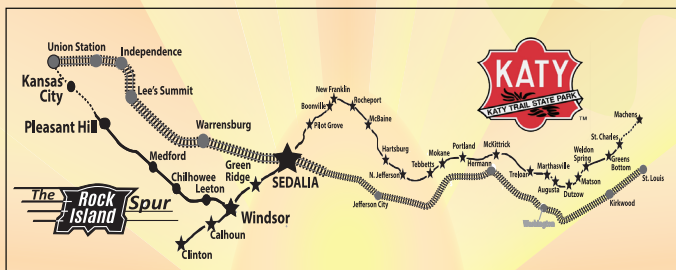 Union Station
Independence
Kansas
City
Lee's Summit
Pleasant Hill
Warrensburg
Medford
Chilhowee
Leeton
Green
Ridge
SEDALIA
Windsor
Calhoun
Clinton
The
Rock
Island
Spur
New Franklin
Boonville
Rocheport
Pilot Grove
McBaine
Hartsburg
N. Jefferson
Jefferson City
Tebbetts
Mokane
Portland
Hermann
McKittrick
Treloar
Marthasville
Augusta
Washington
Dutzow
Matson
Weldon
Spring
St. Charles
Greens
Bottom
Machens
St. Louis
Kirkwood
KATY
KATY TRAIL STATE PARK
TM